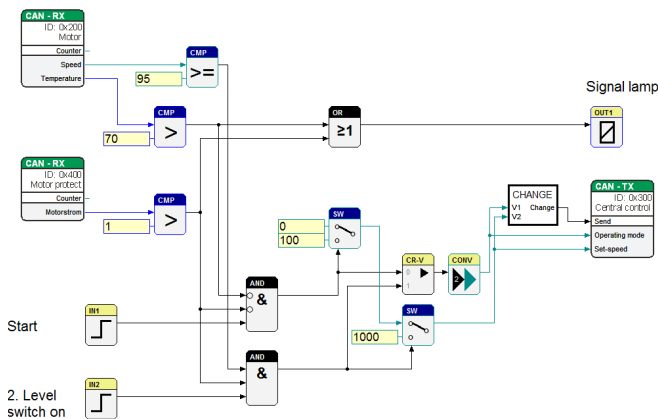 CAN - RX
ID: 0x200
Motor
Counter
Speed
Temperature
CMP
>=
95
Signal lamp
CMP
>
70
OR
≥1
OUT1
CAN - RX
ID: 0x400
Motor protect
Counter
Motorstrom
CMP
>
1
CHANGE
V1 Change
V2
CAN - TX
ID: 0x300
Central control
Send
Operating mode
Set-speed
SW
0
100
CR-V
0
1
CONV
2
AND
&
SW
1000
Start
IN1
AND
&
2. Level
switch on
IN2